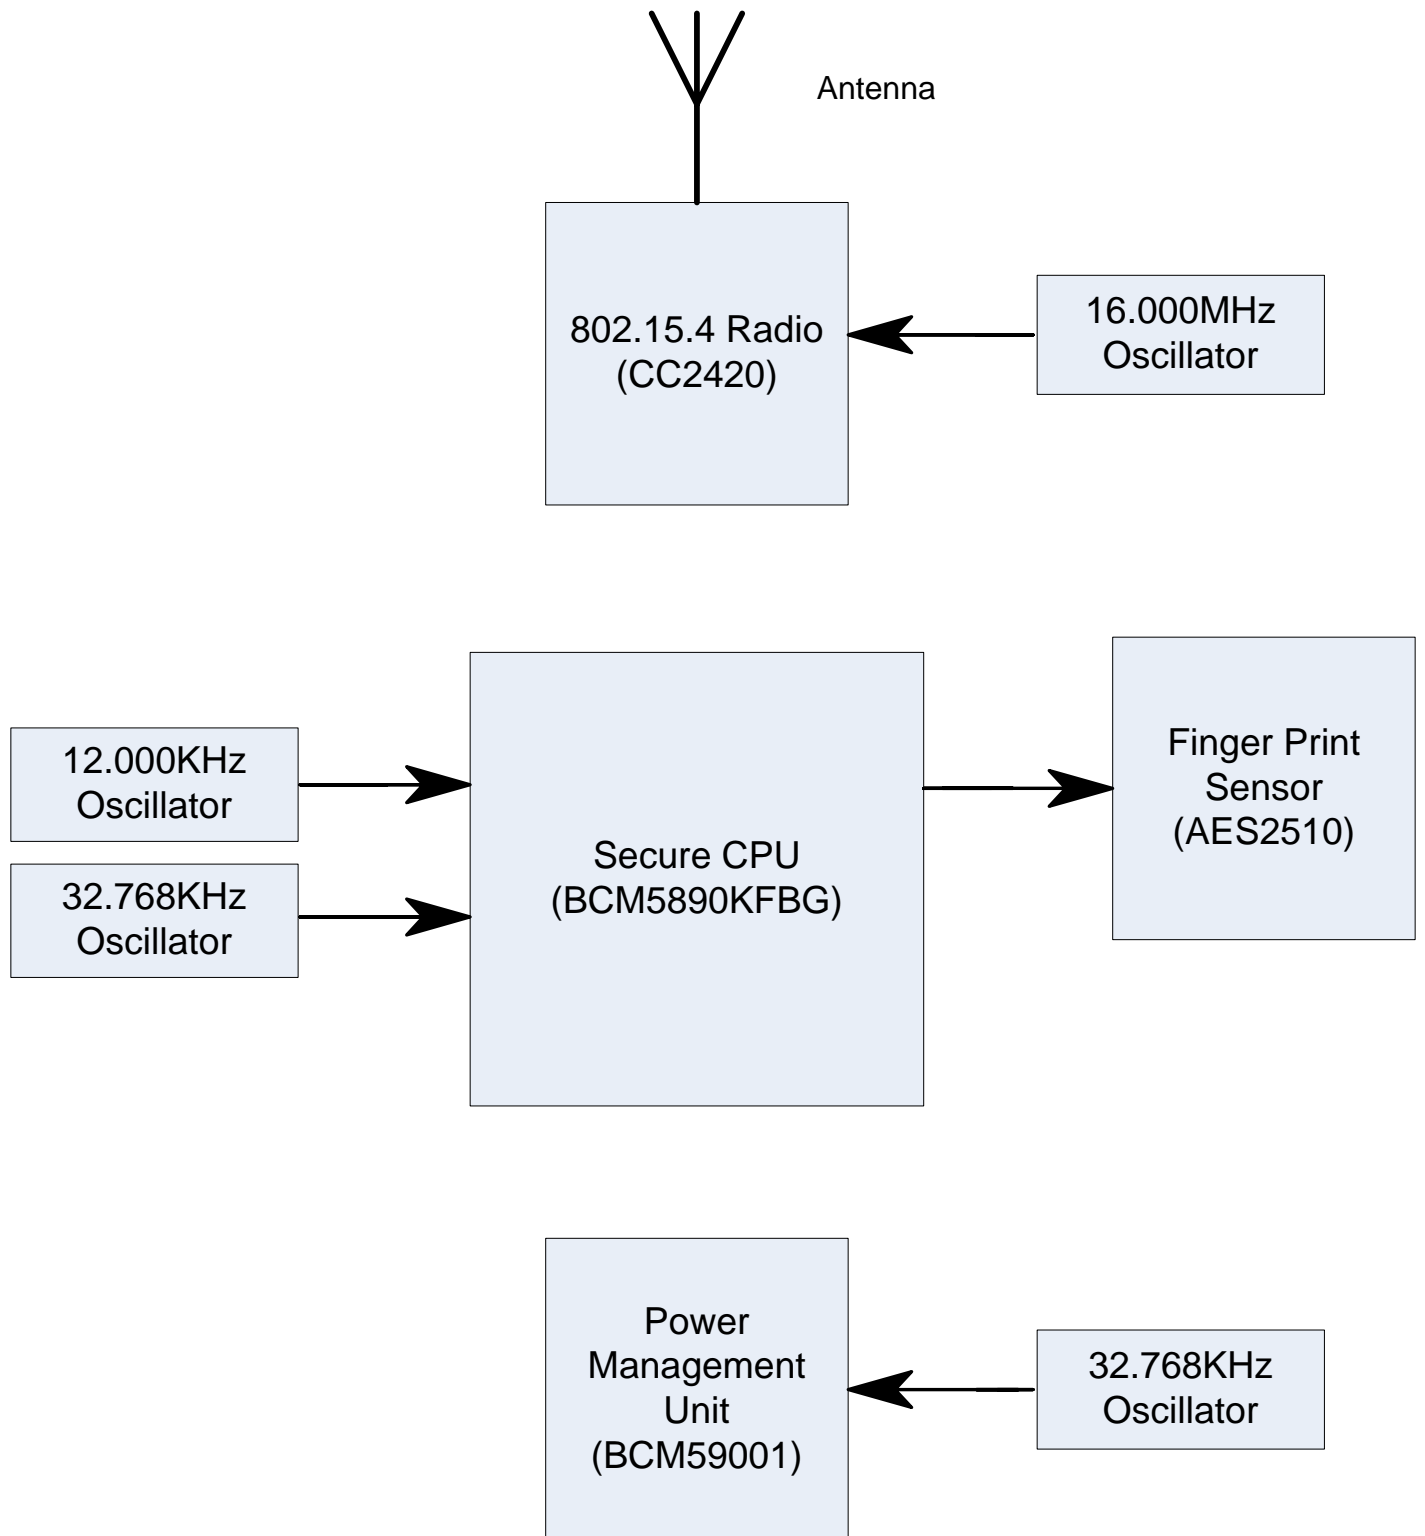 Antenna
802.15.4 Radio
(CC2420)
16.000MHz
Oscillator
12.000KHz
Oscillator
32.768KHz
Oscillator
Secure CPU
(BCM5890KFBG)
Finger Print
Sensor
(AES2510)
Power
Management
Unit
(BCM59001)
32.768KHz
Oscillator